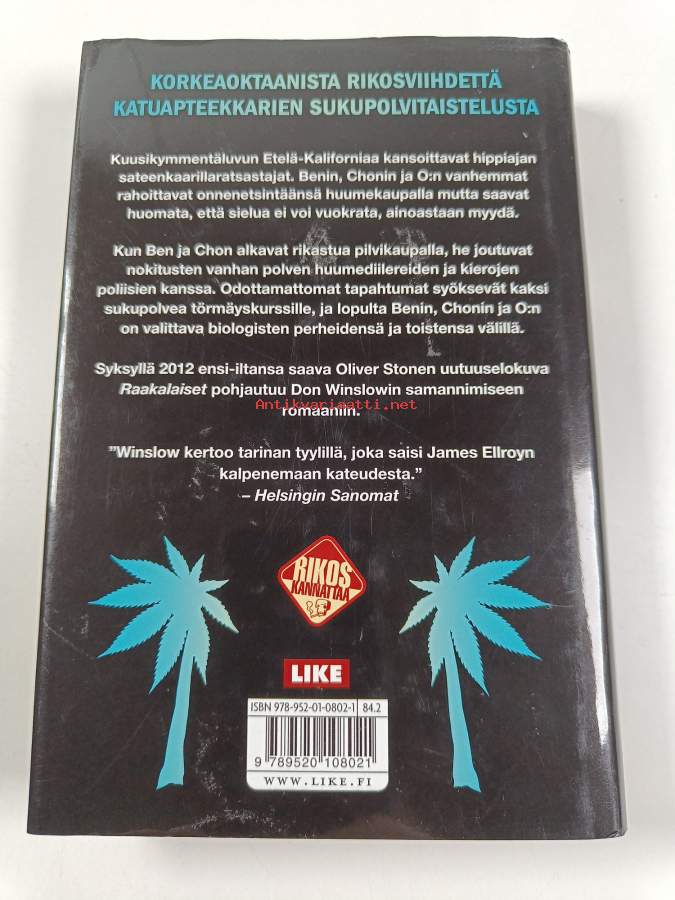 KORKEAOKTAANISTA RIKOSVIIHDETTÄ
KATUAPTEEKKARIEN SUKUPOLVITAISTELUSTA
Kuusikymmentäluvun Etelä-Kaliforniaa kansoittavat hippiajan
sateenkaarillaratsastajat. Benin, Chonin ja O:n vanhemmat
rahoittavat onnenetsintäänsä huumekaupalla mutta saavat
huomata, että sielua ei voi vuokrata, ainoastaan myydä.
Kun Ben ja Chon alkavat rikastua pilvikaupalla, he joutuvat
nokitusten vanhan polven huumediilereiden ja kierojen
poliisien kanssa. Odottamattomat tapahtumat syöksevät kaksi
sukupolvea törmäyskurssille, ja lopulta Benin, Chonin ja O:n
on valittava biologisten perheidensä ja toistensa välillä.
Syksyllä 2012 ensi-iltansa saava Oliver Stonen uutuuselokuva
Raakalaiset pohjautuu Don Winslowin samannimiseen
Antikvariaatti.net
romaaniin.
”Winslow kertoo tarinan tyylillä, joka saisi James Ellroyn
kalpenemaan kateudesta.”
– Helsingin Sanomat
RIKOS
KANNATTAA
LIKE
ISBN 978-952-01-0802-1 84.2
9 789520 108021
WWW.LIKE.FI